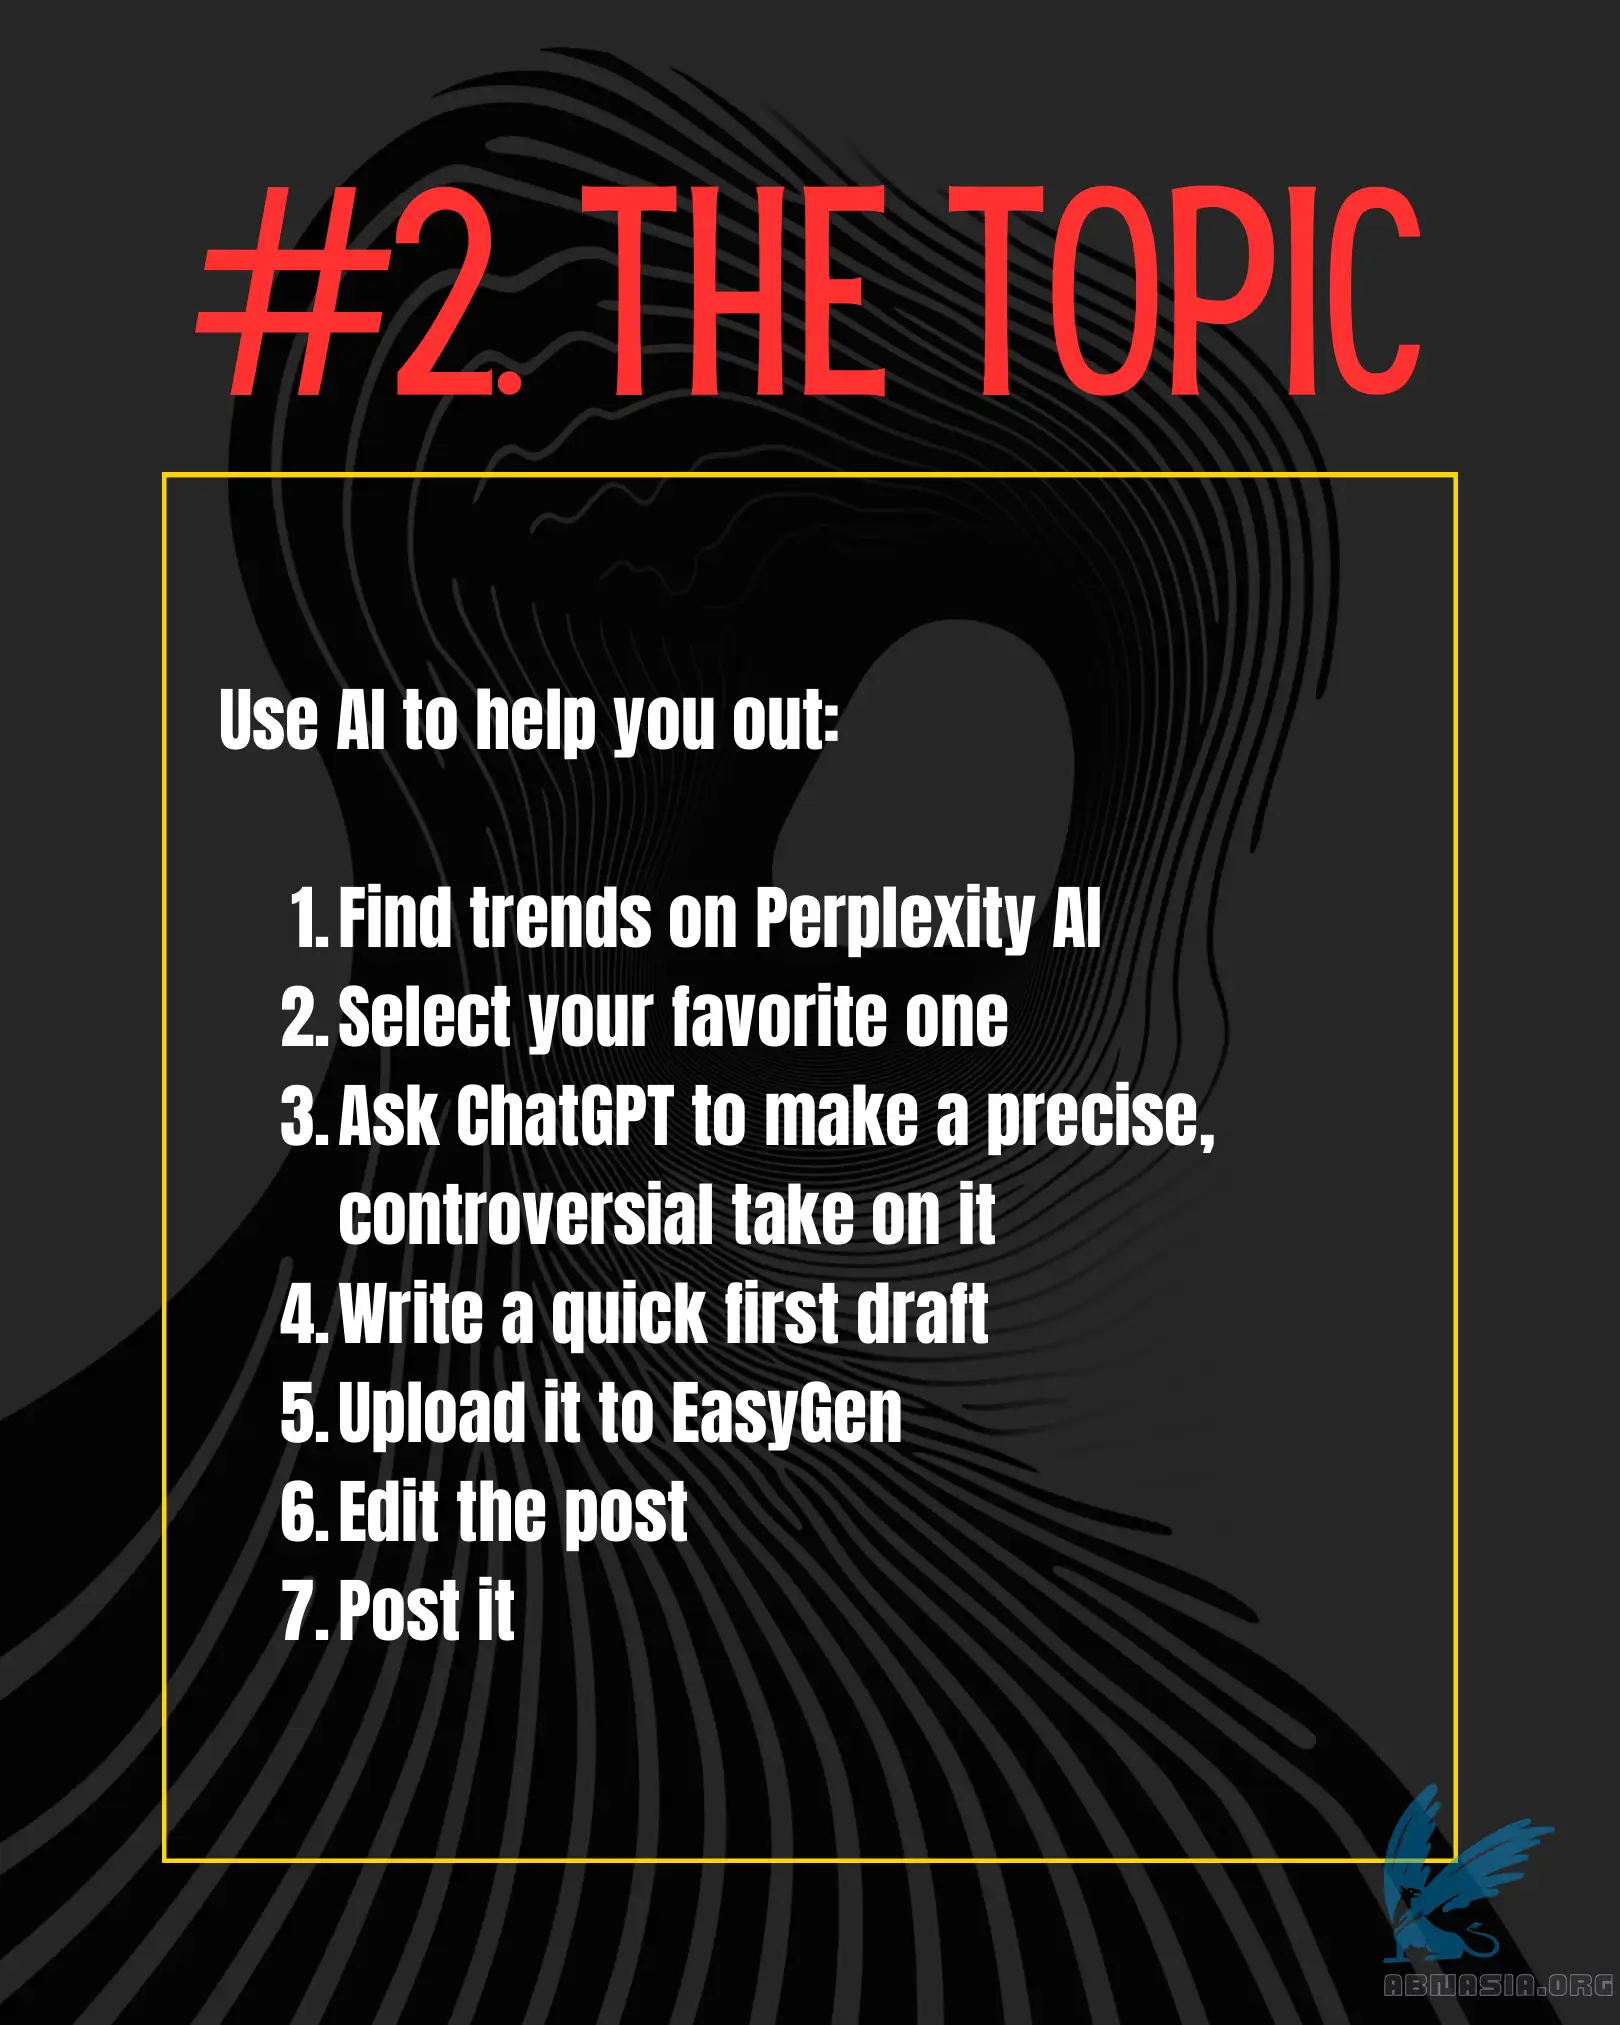 #2. THE TOPIC
Use AI to help you out:
1. Find trends on Perplexity AI
2. Select your favorite one
3. Ask ChatGPT to make a precise,
controversial take on it
4. Write a quick first draft
5. Upload it to EasyGen
6. Edit the post
7. Post it
ABNASIA.ORG